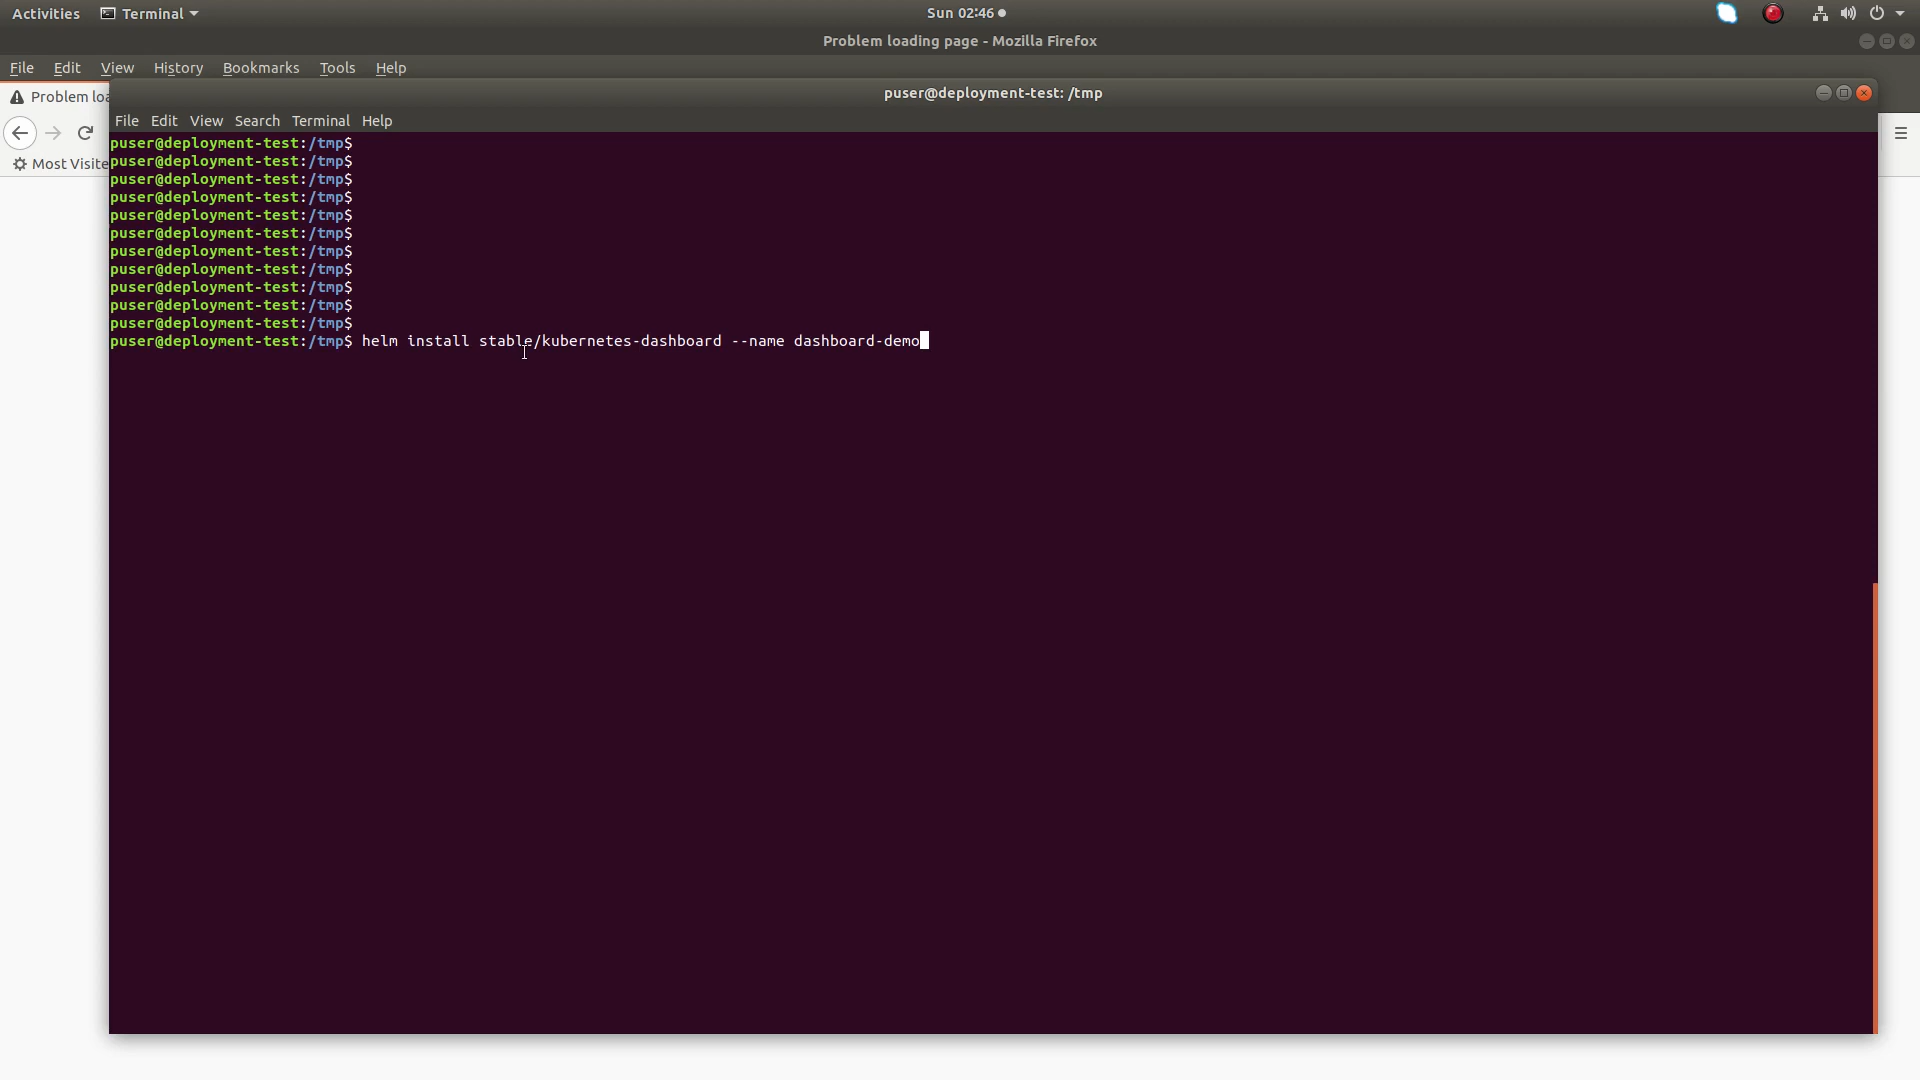 Activities Terminal Sun 02:46
Problem loading page - Mozilla Firefox
File Edit View History Bookmarks Tools Help
Problem loa
puser@deployment-test: /tmp
File Edit View Search Terminal Help
Most Visite
puser@deployment-test:/tmp$
puser@deployment-test:/tmp$
puser@deployment-test:/tmp$
puser@deployment-test:/tmp$
puser@deployment-test:/tmp$
puser@deployment-test:/tmp$
puser@deployment-test:/tmp$
puser@deployment-test:/tmp$
puser@deployment-test:/tmp$
puser@deployment-test:/tmp$
puser@deployment-test:/tmp$
puser@deployment-test:/tmp$ helm install stable/kubernetes-dashboard --name dashboard-demo